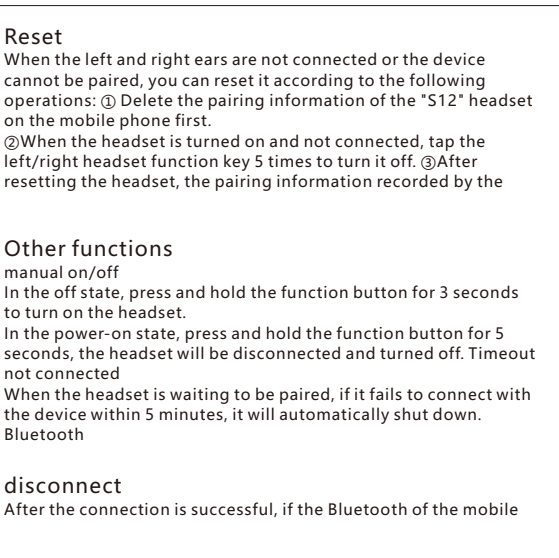 Reset
When the left and right ears are not connected or the device
cannot be paired, you can reset it according to the following
operations: ① Delete the pairing information of the "S12" headset
on the mobile phone first.
②When the headset is turned on and not connected, tap the
left/right headset function key 5 times to turn it off. ③After
resetting the headset, the pairing information recorded by the
Other functions
manual on/off
In the off state, press and hold the function button for 3 seconds
to turn on the headset.
In the power-on state, press and hold the function button for 5
seconds, the headset will be disconnected and turned off. Timeout
not connected
When the headset is waiting to be paired, if it fails to connect with
the device within 5 minutes, it will automatically shut down.
Bluetooth
disconnect
After the connection is successful, if the Bluetooth of the mobile